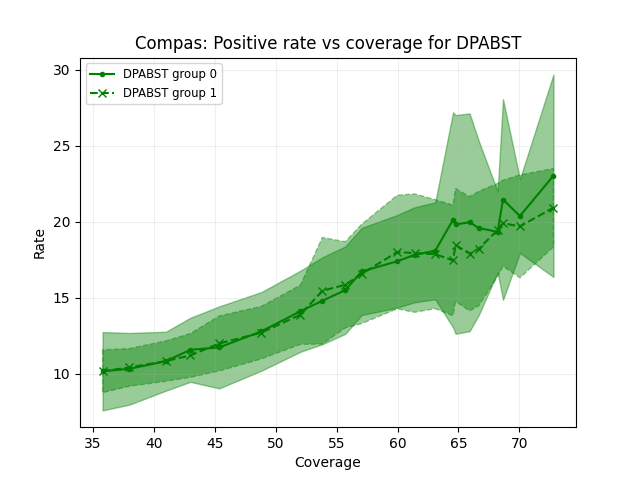 Compas: Positive rate vs coverage for DPABST
DPABST group 0
DPABST group 1
30
25
20
15
10
Rate
35 40 45 50 55 60 65 70
Coverage